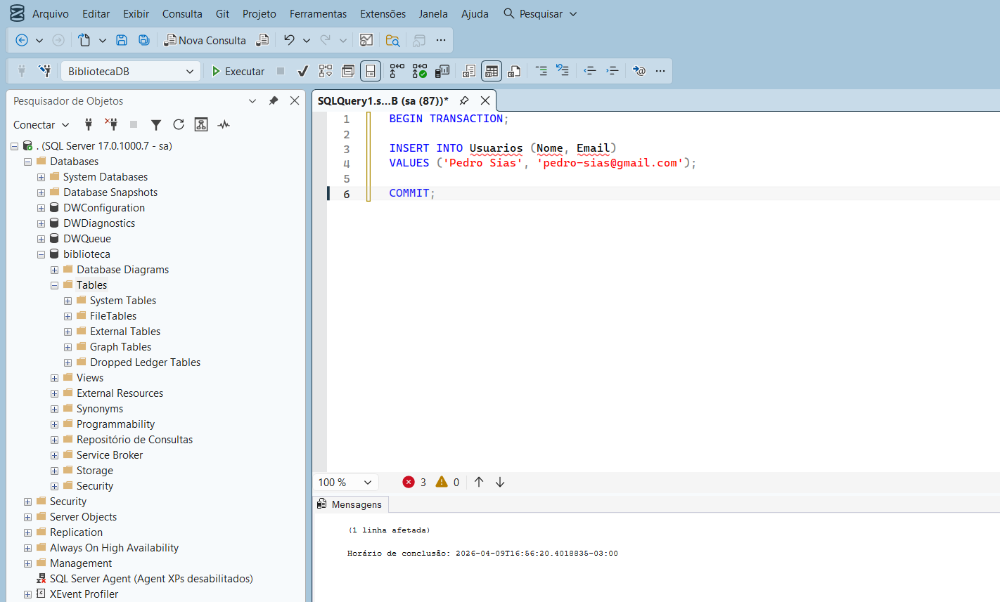 Arquivo Editar Exibir Consulta Git Projeto Ferramentas Extensões Janela Ajuda Pesquisar
Nova Consulta
BibliotecaDB Executar
Pesquisador de Objetos
Conectar
. (SQL Server 17.0.1000.7 - sa)
Databases
System Databases
Database Snapshots
DWConfiguration
DWDiagnostics
DWQueue
biblioteca
Database Diagrams
Tables
System Tables
FileTables
External Tables
Graph Tables
Dropped Ledger Tables
Views
External Resources
Synonyms
Programmability
Repositório de Consultas
Service Broker
Storage
Security
Security
Server Objects
Replication
Always On High Availability
Management
SQL Server Agent (Agent XPs desabilitados)
XEvent Profiler
SQLQuery1.s...B (sa (87))*
1 BEGIN TRANSACTION;
2
3 INSERT INTO Usuarios (Nome, Email)
4 VALUES ('Pedro Sias', 'pedro-sias@gmail.com');
5
6 COMMIT;
100 % 3 0
Mensagens
(1 linha afetada)
Horário de conclusão: 2026-04-09T16:56:20.4018835-03:00